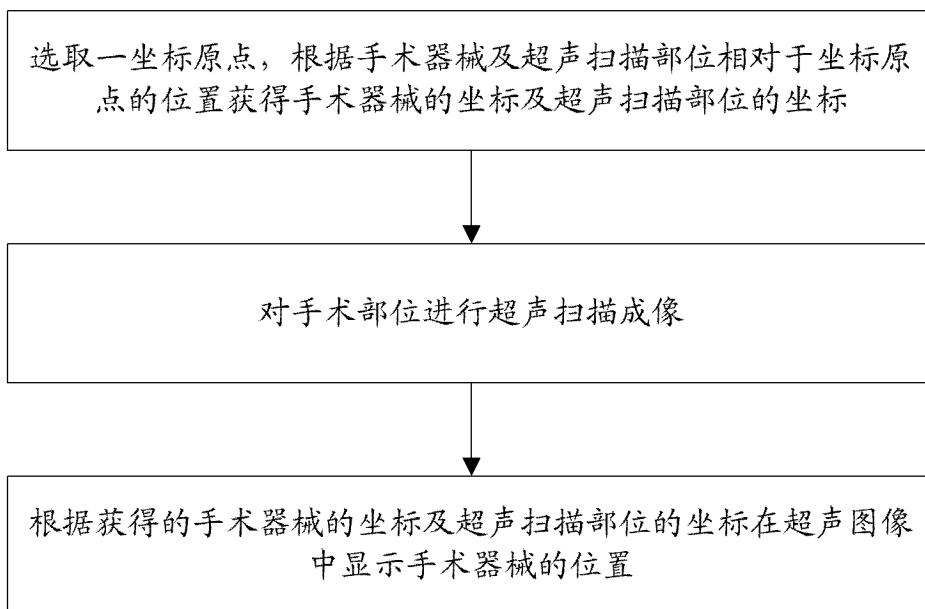 选取一坐标原点，根据手术器械及超声扫描部位相对于坐标原
点的位置获得手术器械的坐标及超声扫描部位的坐标
对手术部位进行超声扫描成像
根据获得的手术器械的坐标及超声扫描部位的坐标在超声图像
中显示手术器械的位置